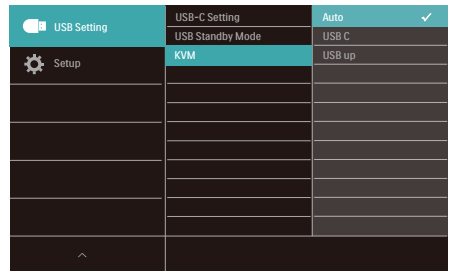 USB Setting
Setup
USB-C Setting
USB Standby Mode
KVM
Auto
USB C
USB up